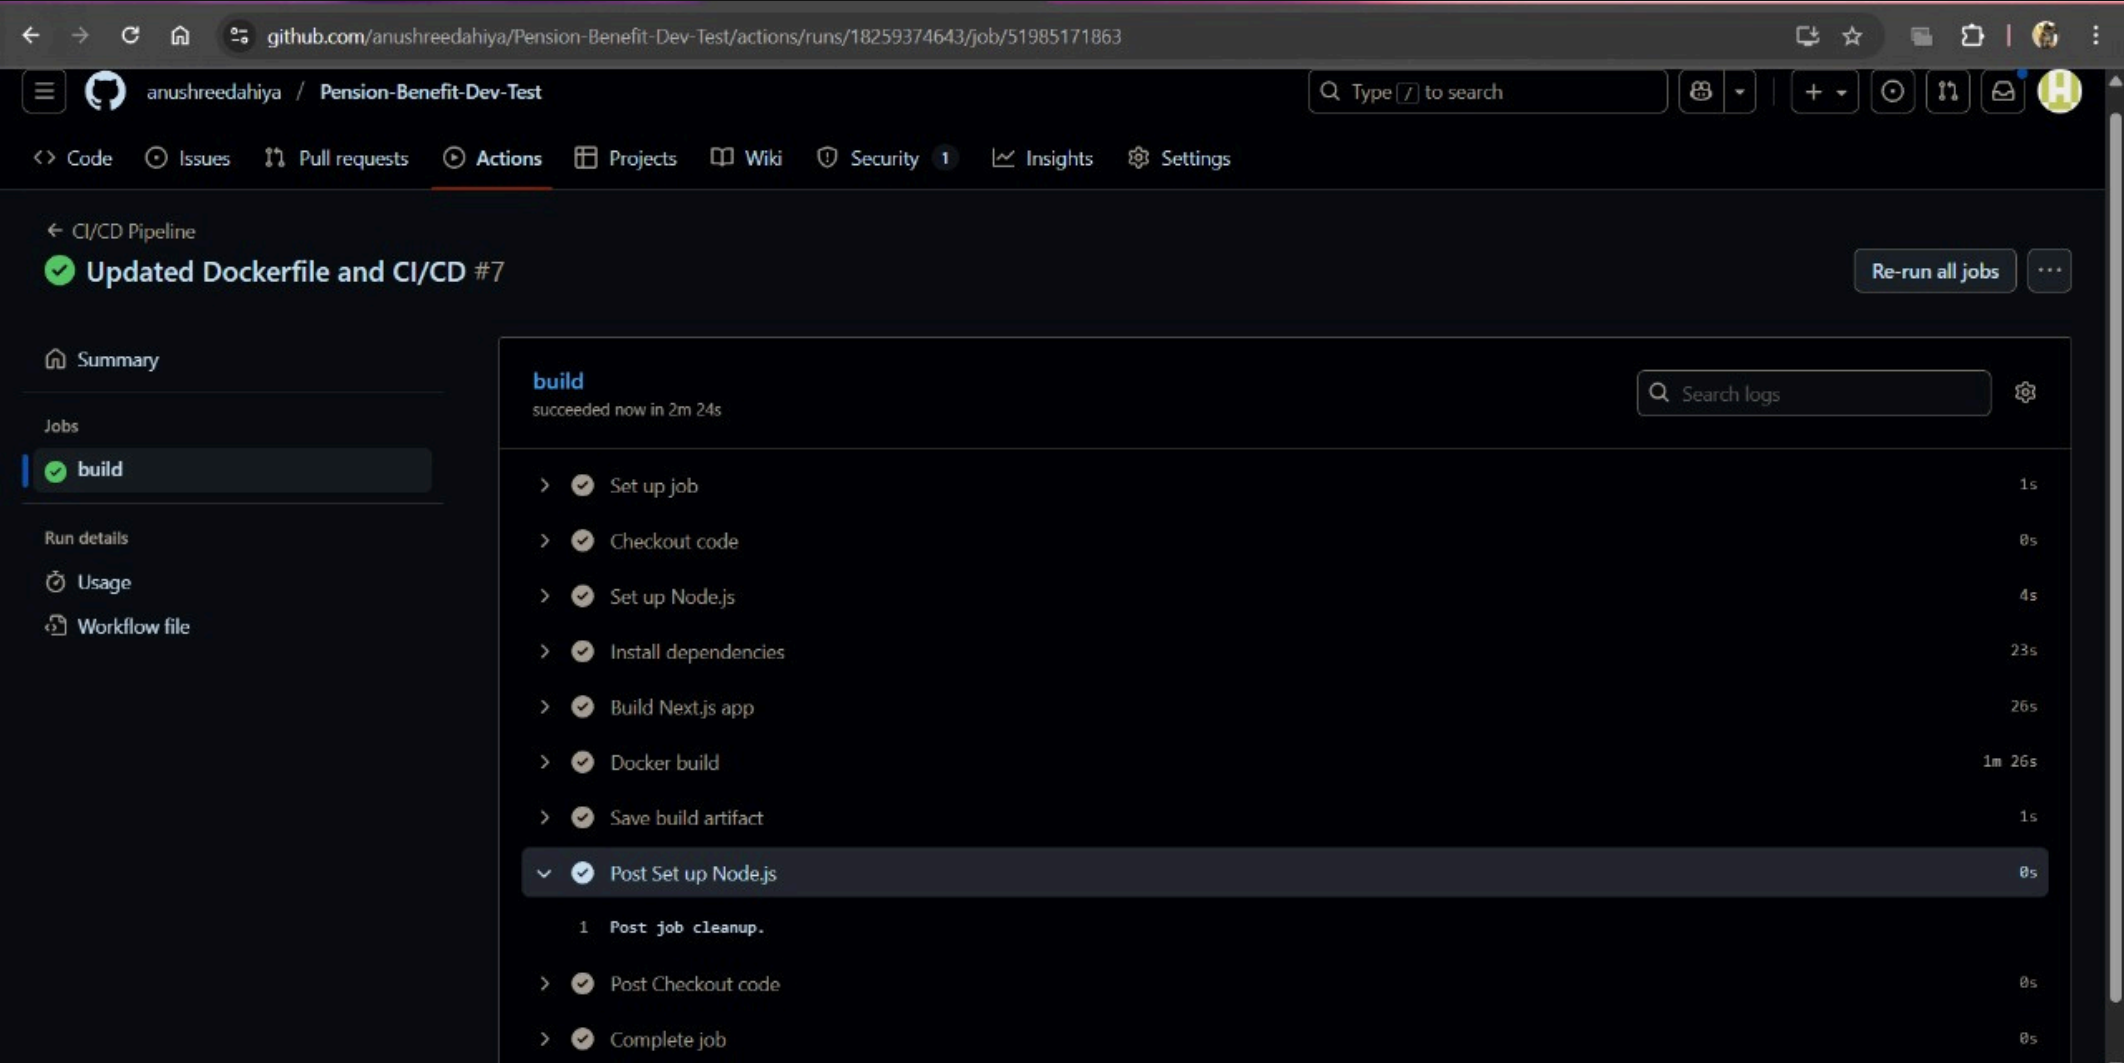 github.com/anushreedahiya/Pension-Benefit-Dev-Test/actions/runs/18259374643/job/51985171863
anushreedahiya / Pension-Benefit-Dev-Test
Type / to search
Code Issues Pull requests Actions Projects Wiki Security 1 Insights Settings
CI/CD Pipeline
Updated Dockerfile and CI/CD #7
Re-run all jobs
Summary
Jobs
build
Run details
Usage
Workflow file
build
succeeded now in 2m 24s
Search logs
Set up job 1s
Checkout code 0s
Set up Node.js 4s
Install dependencies 23s
Build Next.js app 26s
Docker build 1m 26s
Save build artifact 1s
Post Set up Node.js 0s
1 Post job cleanup.
Post Checkout code 0s
Complete job 0s